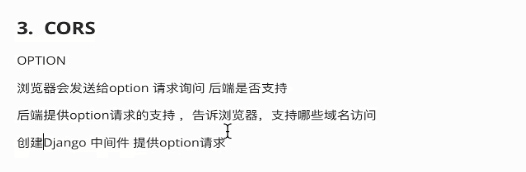 3. CORS
OPTION
浏览器会发送给option 请求询问 后端是否支持
后端提供option请求的支持 ，告诉浏览器，支持哪些域名访问
创建Django 中间件 提供option请求